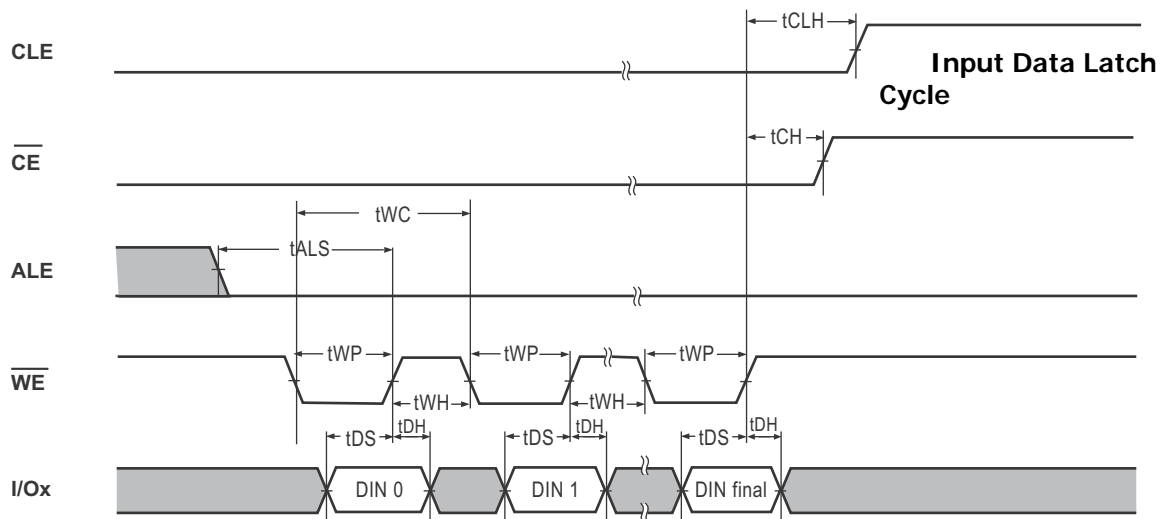 tCLH
CLE
Input Data Latch
Cycle
tCH
CE
tWC
tALS
ALE
tWP
tWP
tWP
WE
tWH
tWH
tDS
tDH
tDS
tDH
tDS
tDH
I/Ox
DIN 0
DIN 1
DIN final